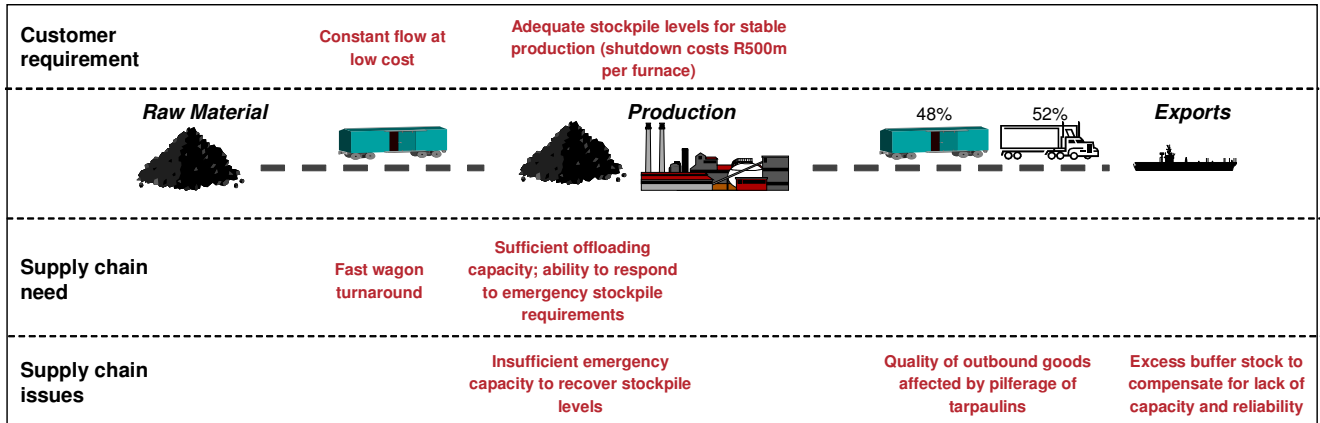 Customer
requirement
Constant flow at
low cost
Adequate stockpile levels for stable
production (shutdown costs R500m
per furnace)
Raw Material
Production
48%
52%
Exports
Supply chain
need
Fast wagon
turnaround
Sufficient offloading
capacity; ability to respond
to emergency stockpile
requirements
Supply chain
issues
Insufficient emergency
capacity to recover stockpile
levels
Quality of outbound goods
affected by pilferage of
tarpaulins
Excess buffer stock to
compensate for lack of
capacity and reliability